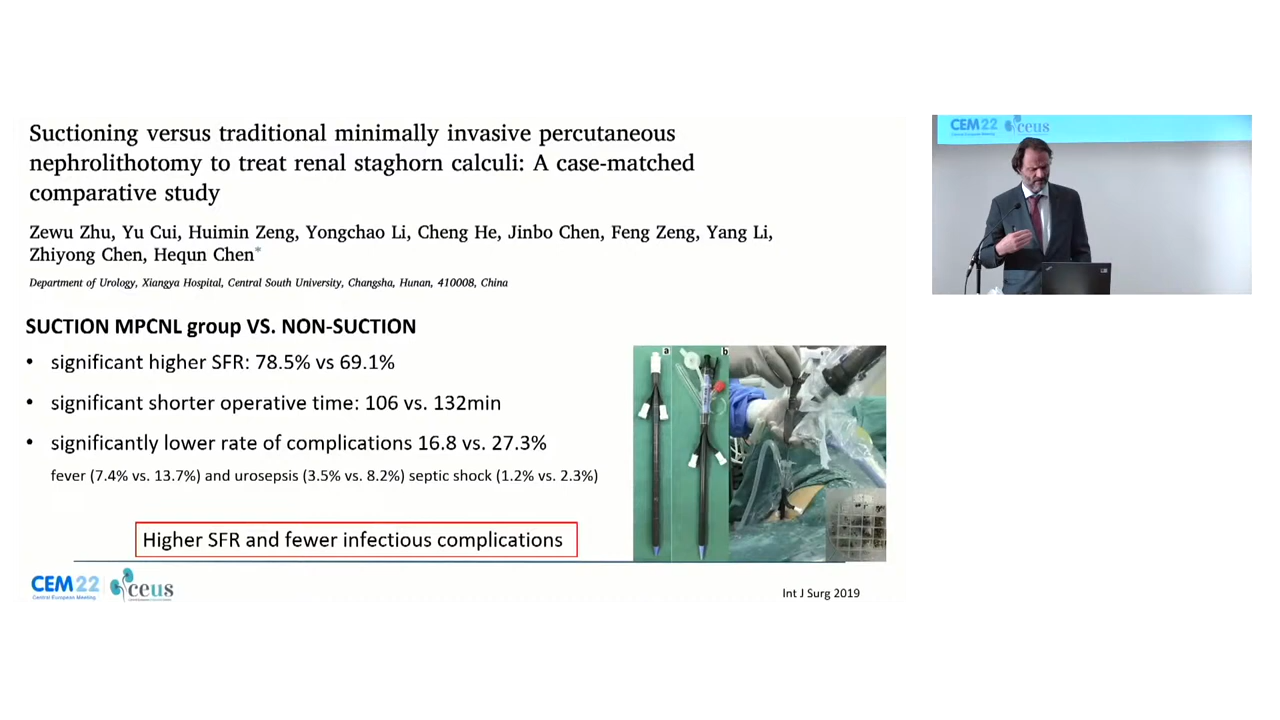 Suctioning versus traditional minimally invasive percutaneous
nephrolithotomy to treat renal staghorn calculi: A case-matched
comparative study
Zewu Zhu, Yu Cui, Huimin Zeng, Yongchao Li, Cheng He, Jinbo Chen, Feng Zeng, Yang Li,
Zhiyong Chen, Hequn Chen*
Department of Urology, Xiangya Hospital, Central South University, Changsha, Hunan, 410008, China
SUCTION MPCNL group VS. NON-SUCTION
• significant higher SFR: 78.5% vs 69.1%
• significant shorter operative time: 106 vs. 132min
• significantly lower rate of complications 16.8 vs. 27.3%
fever (7.4% vs. 13.7%) and urosepsis (3.5% vs. 8.2%) septic shock (1.2% vs. 2.3%)
a b
Higher SFR and fewer infectious complications
CEM22 ceus
Central European Meeting
Int J Surg 2019
CEM22 ceus